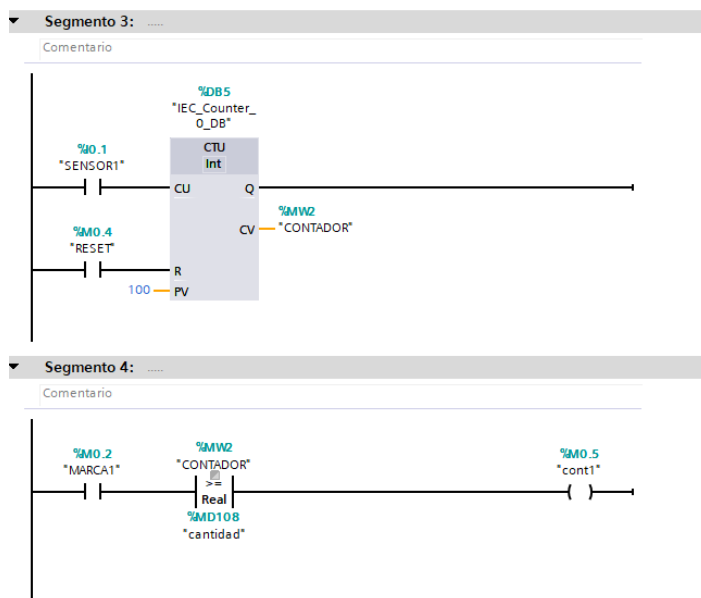 Segmento 3: .....
Comentario
%DB5
"IEC_Counter_
0_DB"
CTU
Int
%I0.1
"SENSOR1"
CU
Q
%MW2
CV
"CONTADOR"
%M0.4
"RESET"
R
100
PV
Segmento 4: .....
Comentario
%M0.2
"MARCA1"
%MW2
"CONTADOR"
>=
Real
%MD108
"cantidad"
%M0.5
"cont1"